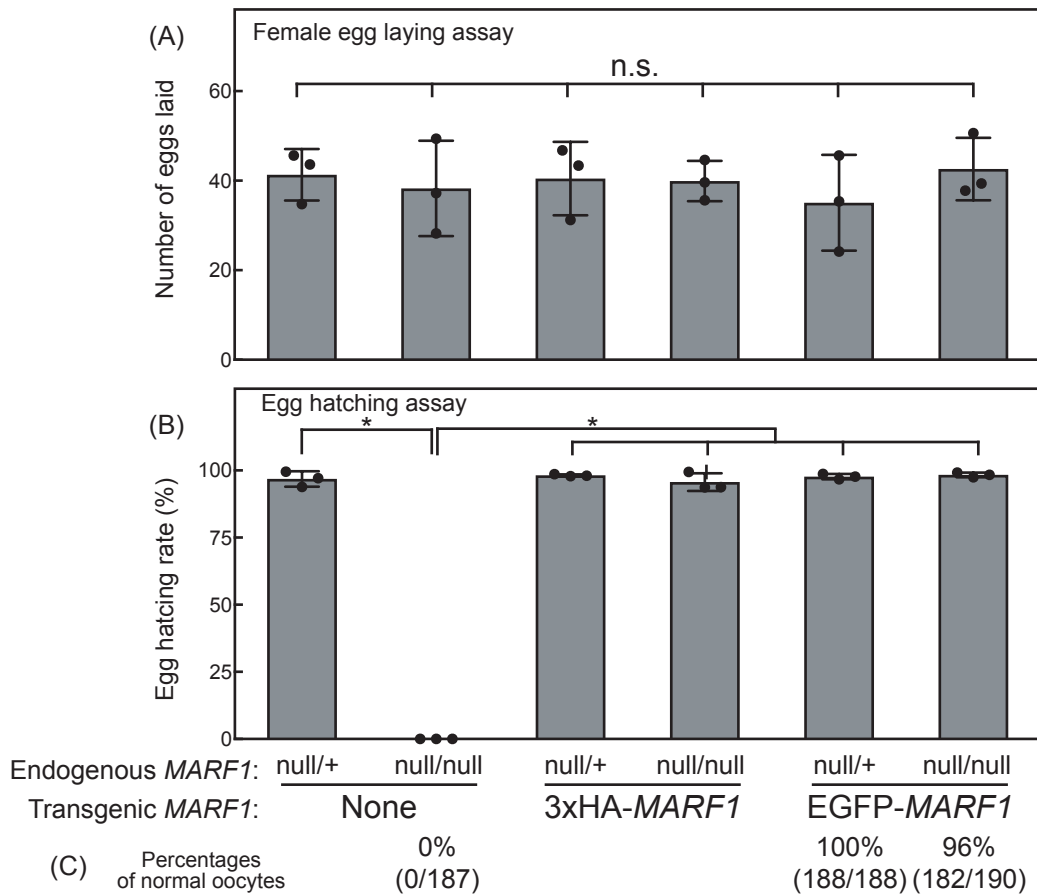 (A)
Female egg laying assay
n.s.
Number of eggs laid
60
40
20
0
(B)
Egg hatching assay
*
*
Egg hatcing rate (%)
100
75
50
25
0
Endogenous MARF1: null/+ null/null null/+ null/null null/+ null/null
Transgenic MARF1: None 3xHA-MARF1 EGFP-MARF1
(C)
Percentages
of normal oocytes
0%
(0/187)
100%
(188/188)
96%
(182/190)